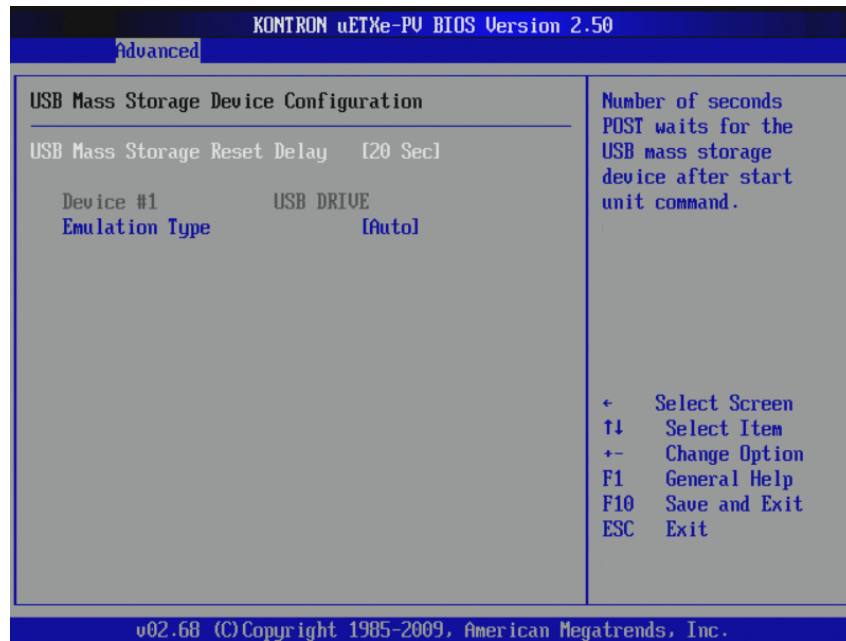 KONTRON uETXe-PV BIOS Version 2.50
Advanced
USB Mass Storage Device Configuration
USB Mass Storage Reset Delay [20 Sec]
Device #1 USB DRIVE
Emulation Type [Auto]
Number of seconds
POST waits for the
USB mass storage
device after start
unit command.
← Select Screen
↑↓ Select Item
+- Change Option
F1 General Help
F10 Save and Exit
ESC Exit
v02.68 (C)Copyright 1985-2009, American Megatrends, Inc.